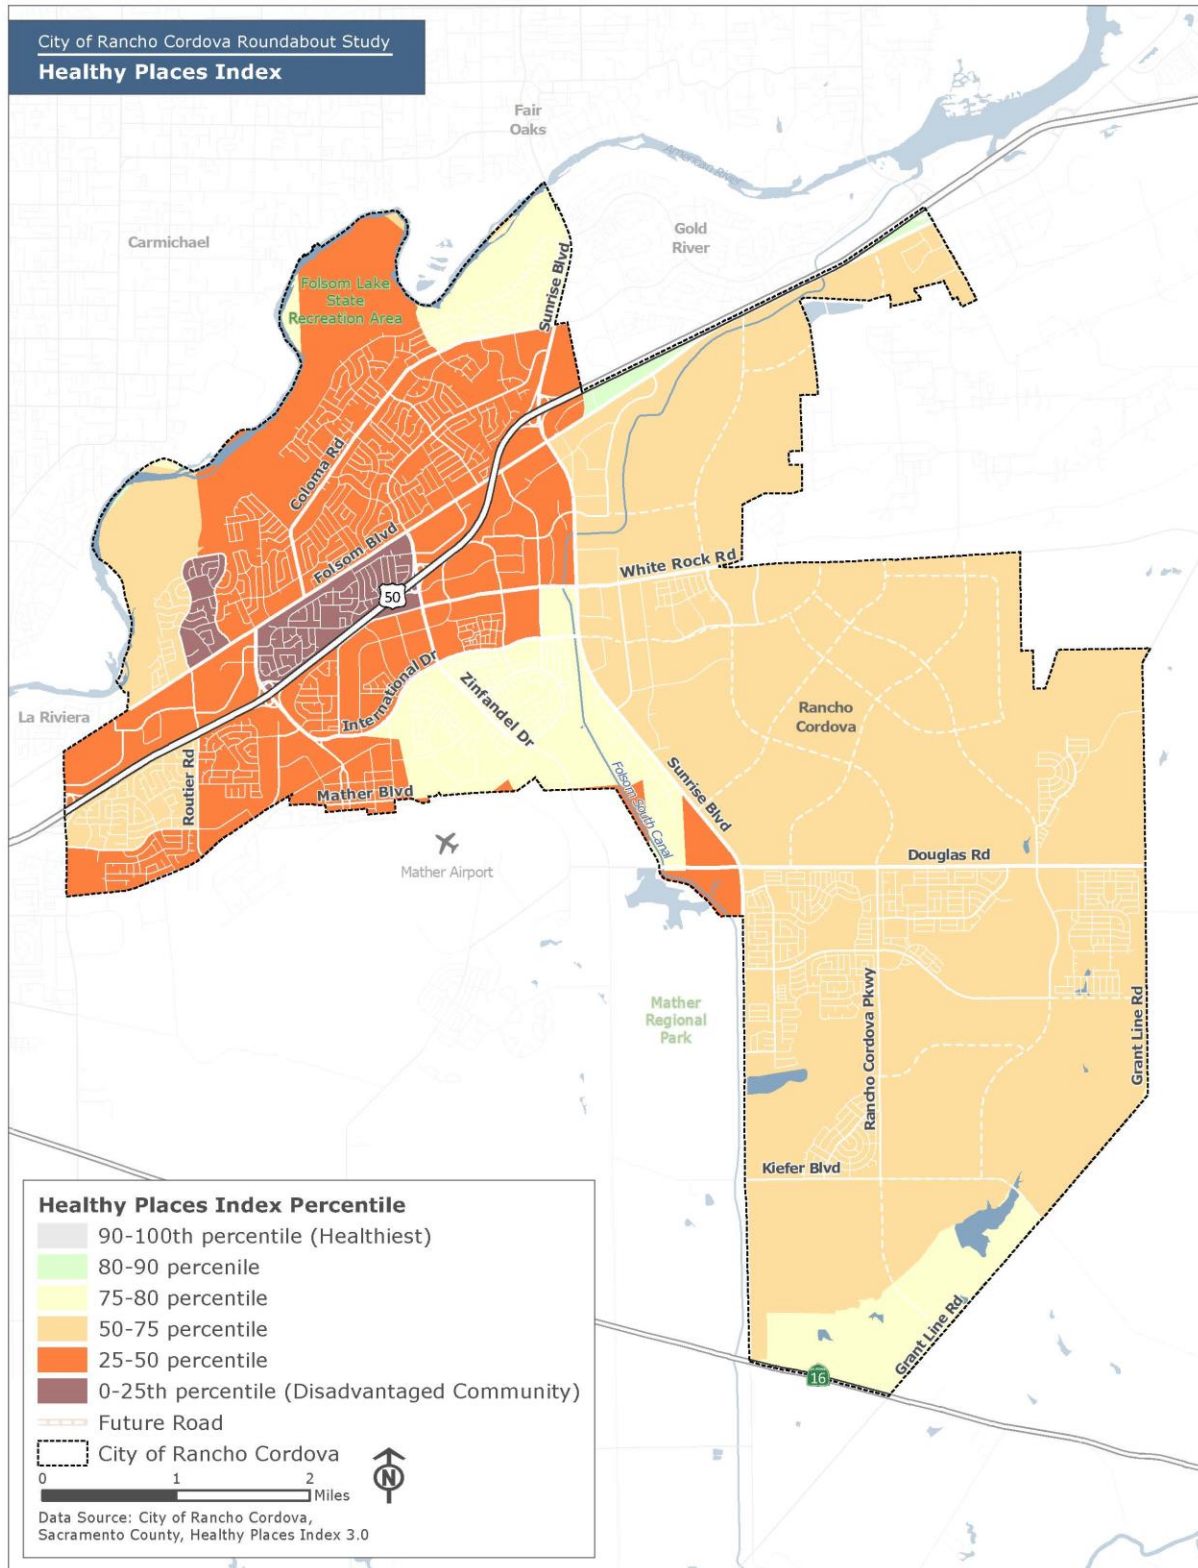 City of Rancho Cordova Roundabout Study
Healthy Places Index
Fair
Oaks
American River
Carmichael
Gold
River
Sunrise Blvd
Folsom Lake
State
Recreation Area
Coloma Rd
Folsom Blvd
White Rock Rd
50
International Dr
Zinfandel Dr
La Riviera
Rancho
Cordova
Routier Rd
Folsom South Canal
Sunrise Blvd
Mather Blvd
Douglas Rd
Mather Airport
Mather
Regional
Park
Rancho Cordova Pkwy
Grant Line Rd
Kiefer Blvd
Grant Line Rd
16
Healthy Places Index Percentile
90-100th percentile (Healthiest)
80-90 percenile
75-80 percentile
50-75 percentile
25-50 percentile
0-25th percentile (Disadvantaged Community)
Future Road
City of Rancho Cordova
0 1 2
Miles
N
Data Source: City of Rancho Cordova,
Sacramento County, Healthy Places Index 3.0